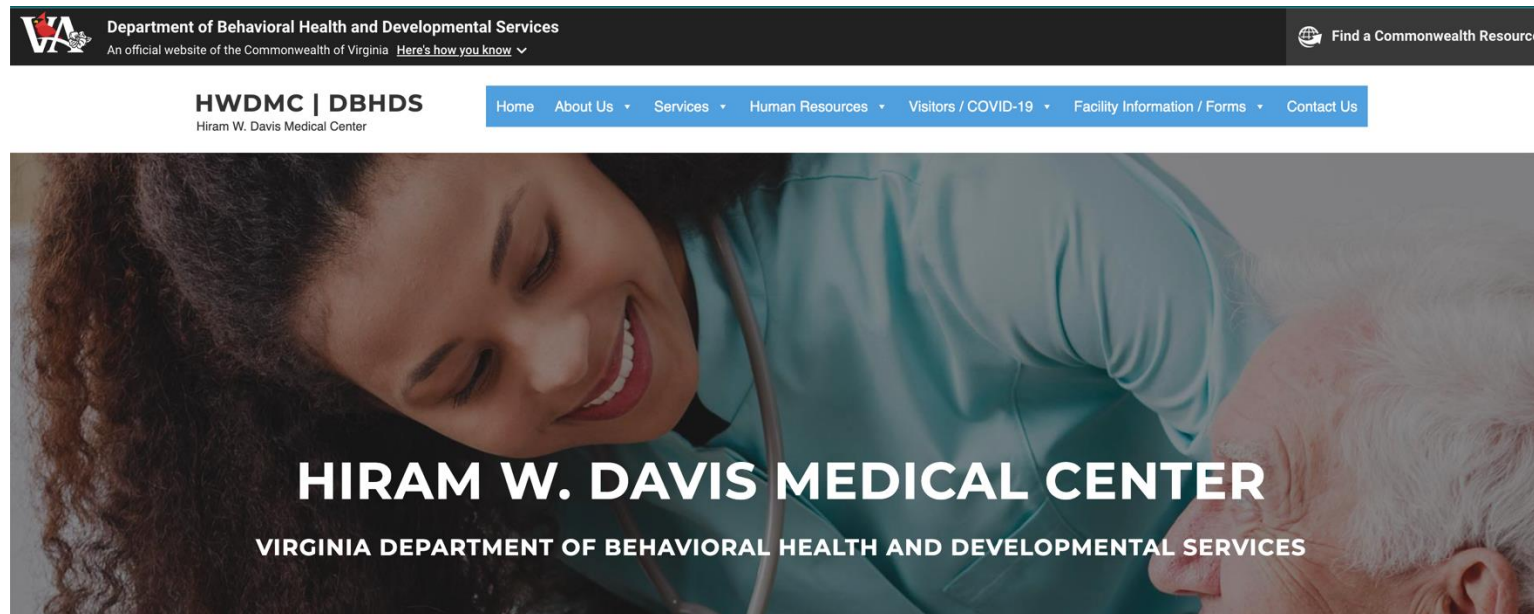 VA
Department of Behavioral Health and Developmental Services
An official website of the Commonwealth of Virginia Here's how you know
Find a Commonwealth Resource
HWDMC | DBHDS
Hiram W. Davis Medical Center
Home About Us Services Human Resources Visitors / COVID-19 Facility Information / Forms Contact Us
HIRAM W. DAVIS MEDICAL CENTER
VIRGINIA DEPARTMENT OF BEHAVIORAL HEALTH AND DEVELOPMENTAL SERVICES